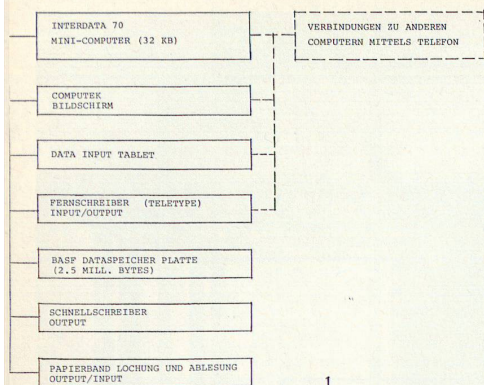 INTERDATA 70
MINI-COMPUTER (32 KB)
VERBINDUNGEN ZU ANDEREN
COMPUTERN MITTELS TELEFON
COMPUTEK
BILDSCHIRM
DATA INPUT TABLET
FERNSCHREIBER (TELETYPE)
INPUT/OUTPUT
BASF DATASPEICHER PLATTE
(2.5 MILL. BYTES)
SCHNELLSCHREIBER
OUTPUT
PAPIERBAND LOCHUNG UND ABLESUNG
OUTPUT/INPUT
1